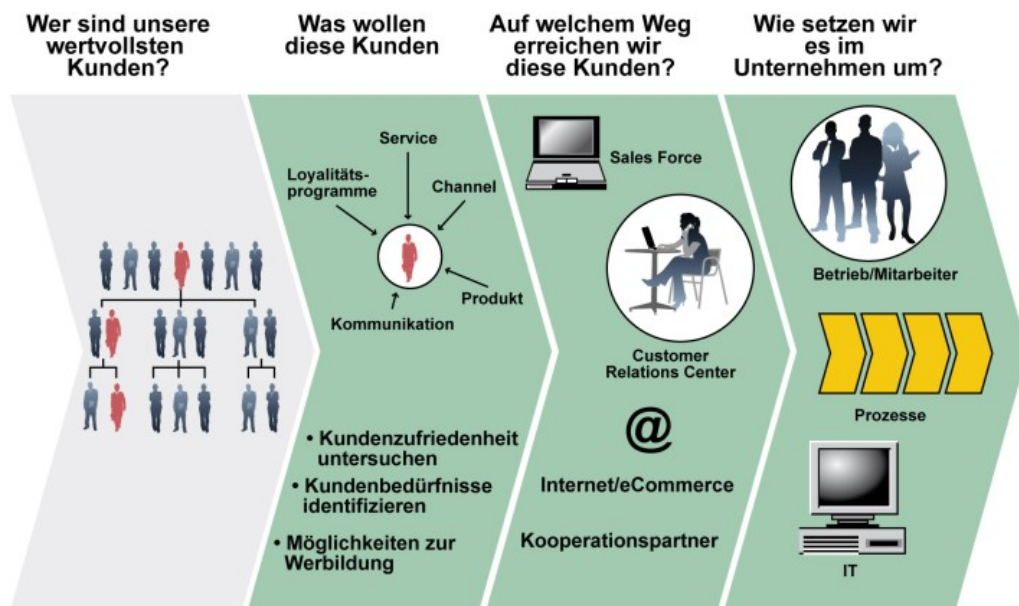 Wer sind unsere
wertvollsten
Kunden?
Was wollen
diese Kunden
Auf welchem Weg
erreichen wir
diese Kunden?
Wie setzen wir
es im
Unternehmen um?
Service
Loyalitäts-
programme
Channel
Produkt
Kommunikation
• Kundenzufriedenheit
untersuchen
• Kundenbedürfnisse
identifizieren
• Möglichkeiten zur
Werbildung
Sales Force
Customer
Relations Center
@
Internet/eCommerce
Kooperationspartner
Betrieb/Mitarbeiter
Prozesse
IT